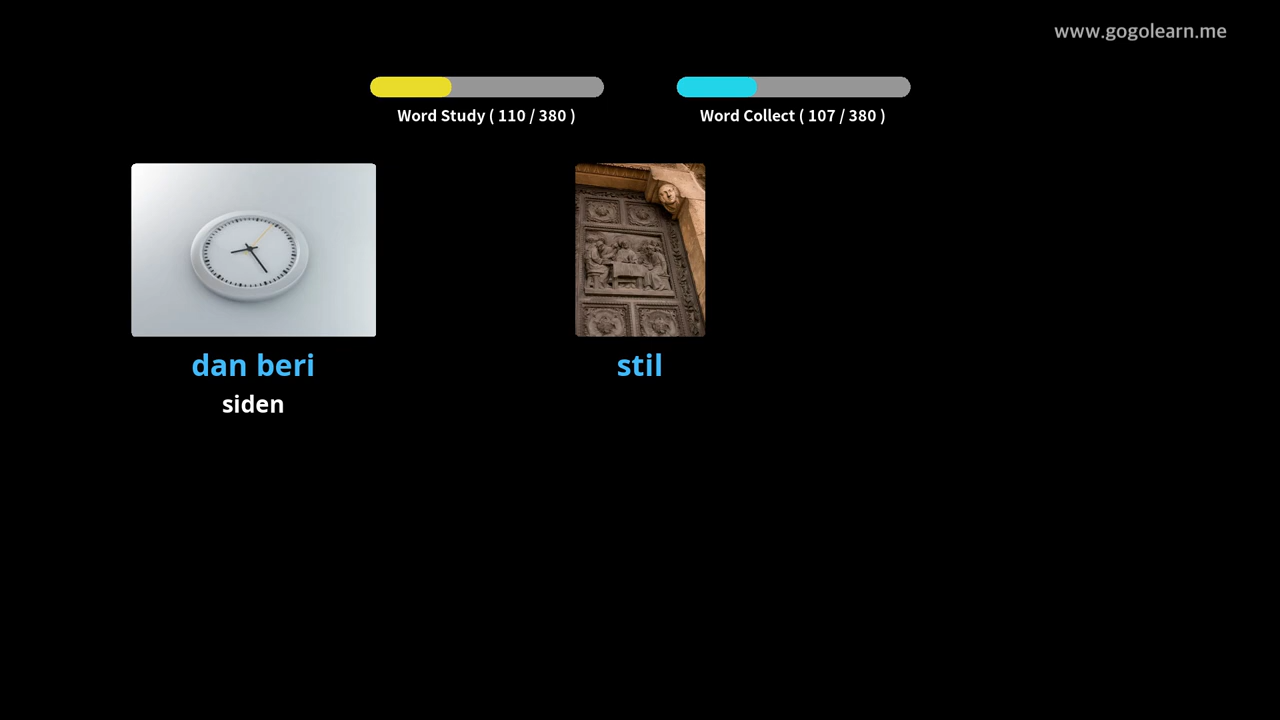 www.gogolearn.me
Word Study ( 110 / 380 )
Word Collect ( 107 / 380 )
dan beri
siden
stil